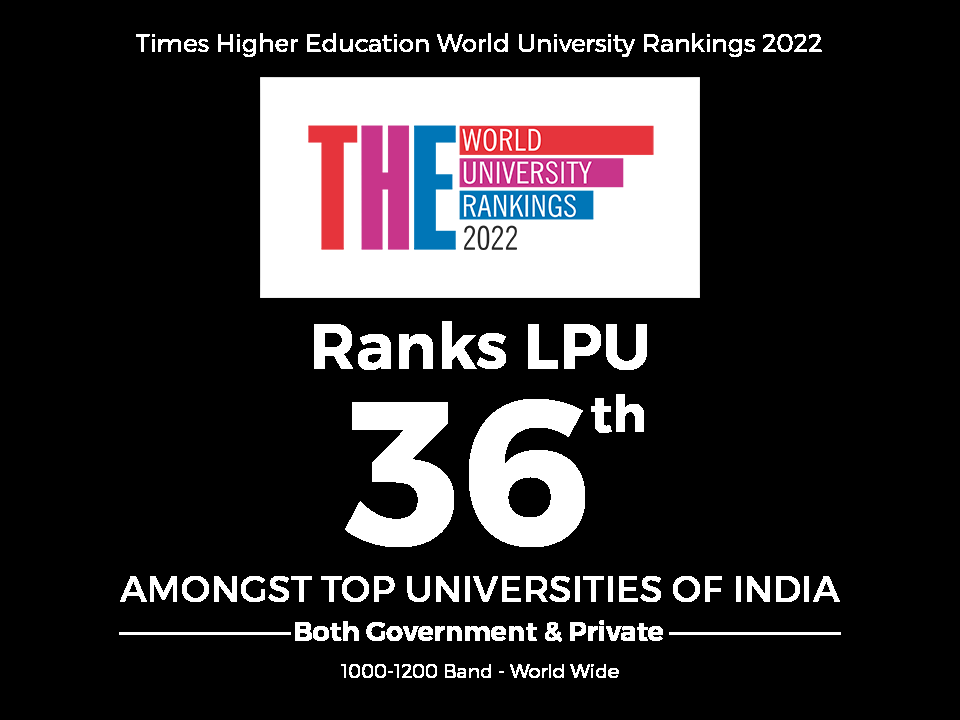 Times Higher Education World University Rankings 2022
THE WORLD
UNIVERSITY
RANKINGS
2022
Ranks LPU
36th
AMONGST TOP UNIVERSITIES OF INDIA
Both Government & Private
1000-1200 Band - World Wide